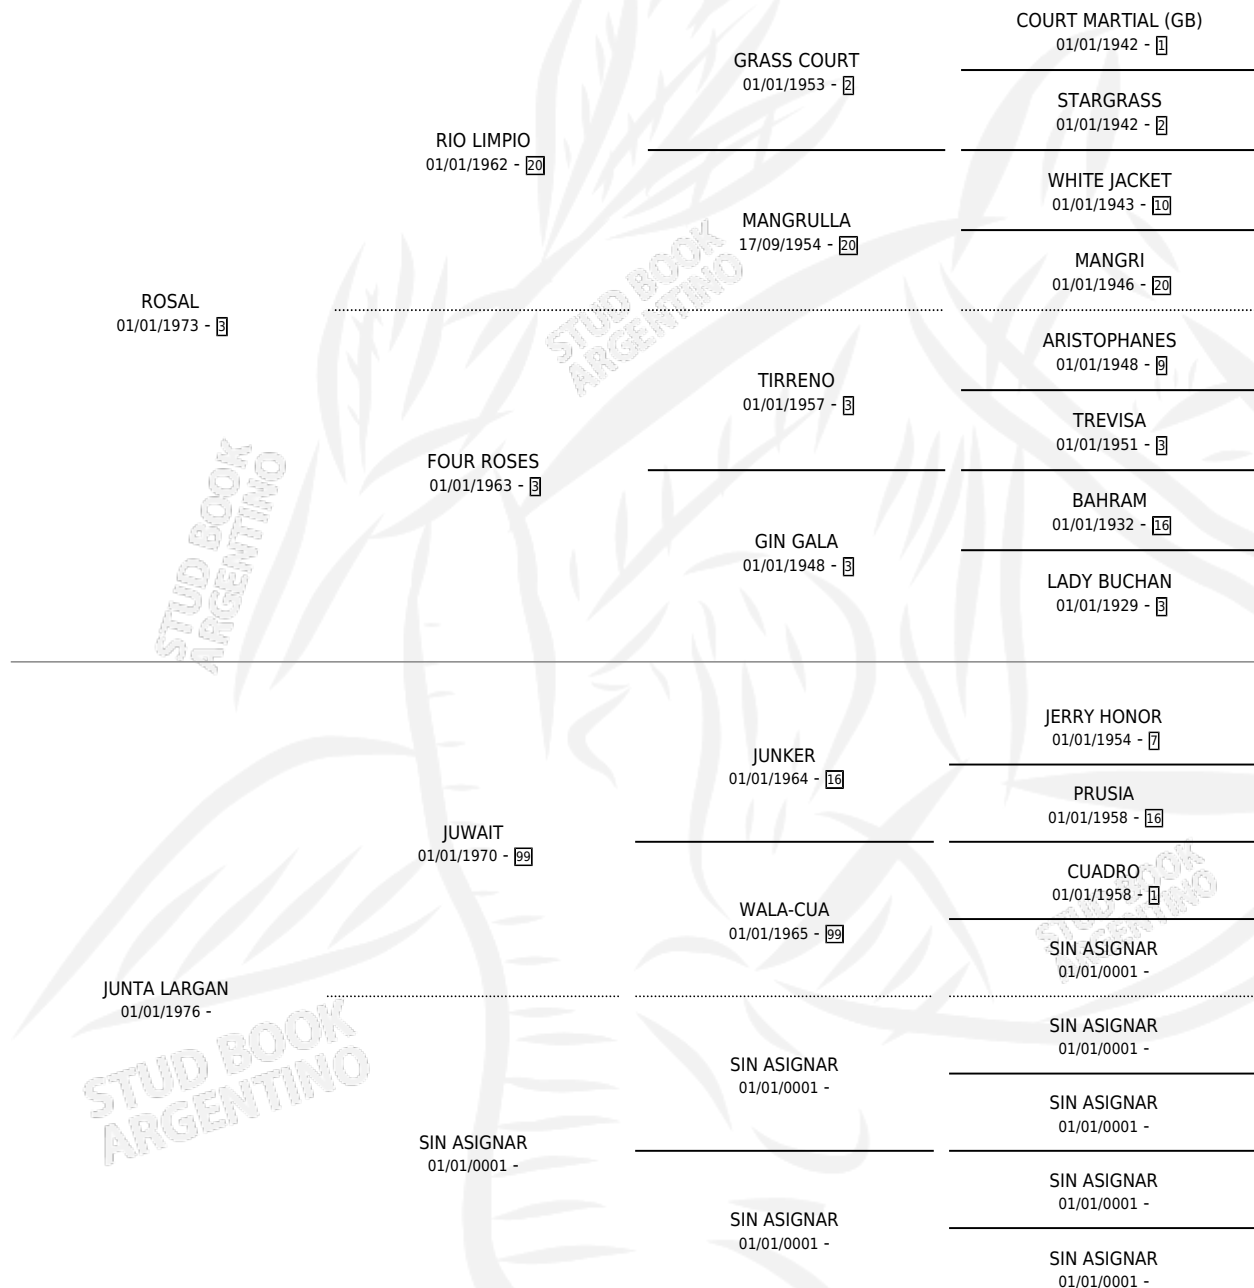 COURT MARTIAL (GB)
01/01/1942 - 1
GRASS COURT
01/01/1953 - 2
STARGRASS
01/01/1942 - 2
RIO LIMPIO
01/01/1962 - 20
WHITE JACKET
01/01/1943 - 10
MANGRULLA
17/09/1954 - 20
MANGRI
01/01/1946 - 20
ROSAL
01/01/1973 - 3
STUD BOOK
ARGENTINO
ARISTOPHANES
01/01/1948 - 9
TIRRENO
01/01/1957 - 3
TREVISA
01/01/1951 - 3
FOUR ROSES
01/01/1963 - 3
BAHRAM
01/01/1932 - 16
GIN GALA
01/01/1948 - 3
LADY BUCHAN
01/01/1929 - 3
STUD BOOK
ARGENTINO
JERRY HONOR
01/01/1954 - 7
JUNKER
01/01/1964 - 16
PRUSIA
01/01/1958 - 16
JUWAIT
01/01/1970 - 99
CUADRO
01/01/1958 - 1
WALA-CUA
01/01/1965 - 99
STUD BOOK
ARGENTINO
SIN ASIGNAR
01/01/0001 -
JUNTA LARGAN
01/01/1976 -
SIN ASIGNAR
01/01/0001 -
SIN ASIGNAR
01/01/0001 -
STUD BOOK
ARGENTINO
SIN ASIGNAR
01/01/0001 -
SIN ASIGNAR
01/01/0001 -
SIN ASIGNAR
01/01/0001 -
SIN ASIGNAR
01/01/0001 -
SIN ASIGNAR
01/01/0001 -